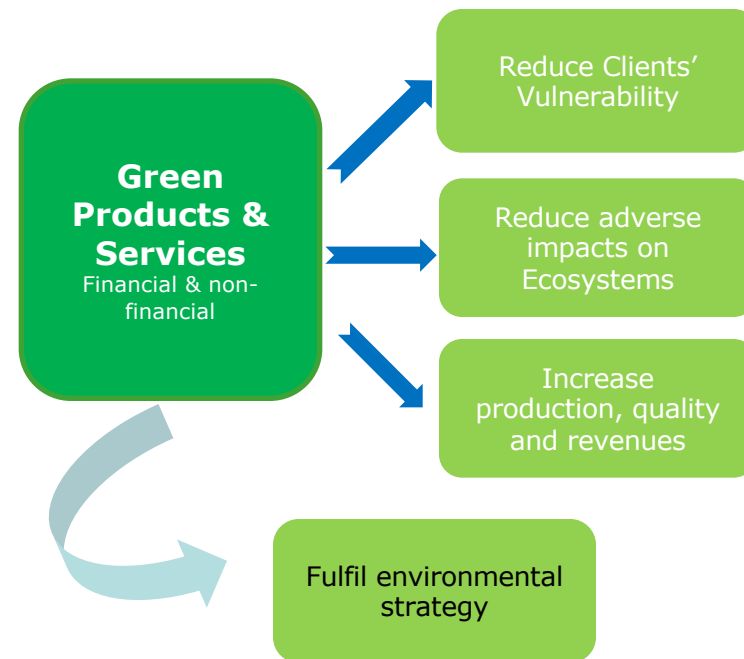 Green
Products &
Services
Financial & non-
financial
Reduce Clients’
Vulnerability
Reduce adverse
impacts on
Ecosystems
Increase
production, quality
and revenues
Fulfil environmental
strategy